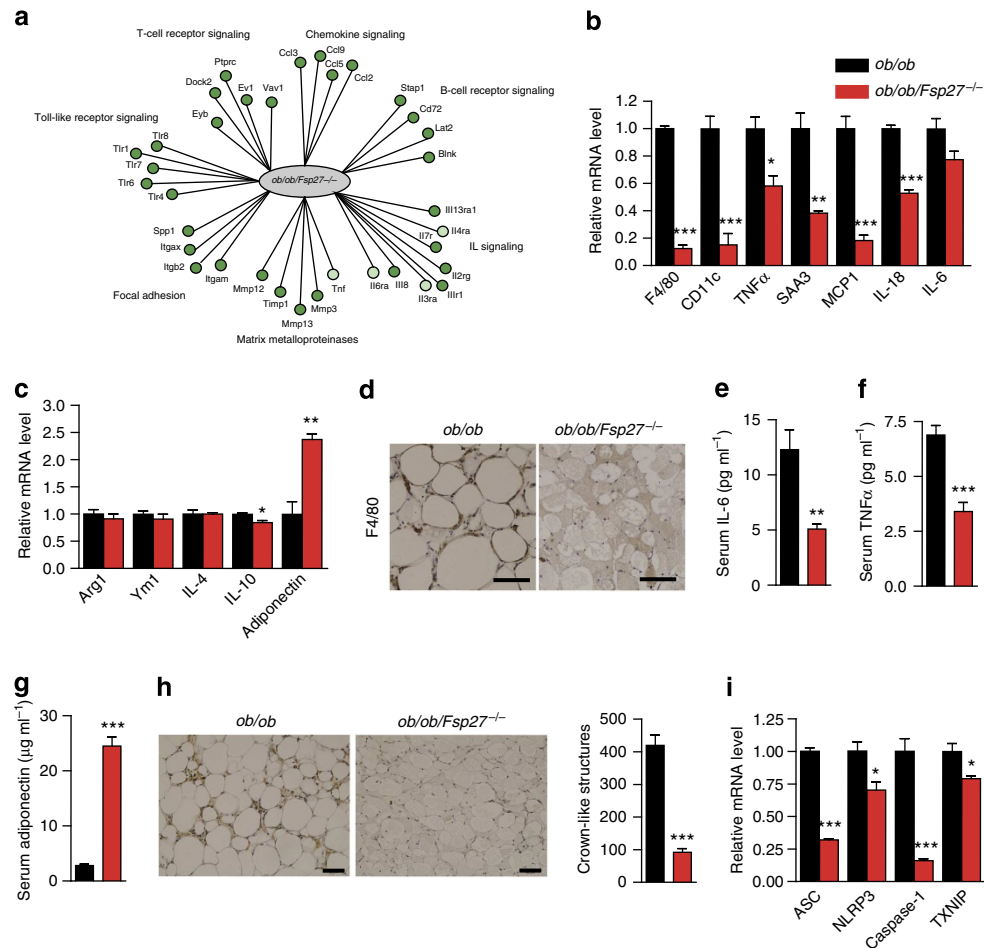 a
T-cell receptor signaling
Chemokine signaling
Ptprc
Dock2
Ev1
Vav1
Eyb
Ccl3
Ccl9
Ccl5
Ccl2
B-cell receptor signaling
Stap1
Cd72
Lat2
Blnk
Toll-like receptor signaling
Tlr8
Tlr1
Tlr7
Tlr6
Tlr4
ob/ob/Fsp27−/−
Spp1
Itgax
Itgb2
Itgam
Focal adhesion
Mmp12
Timp1
Mmp13
Mmp3
Tnf
Matrix metalloproteinases
Il6ra
Il18
Il3ra
Il1r1
Il2rg
Il7r
Il4ra
Il13ra1
IL signaling
b
ob/ob
ob/ob/Fsp27−/−
Relative mRNA level
1.2
1.0
0.8
0.6
0.4
0.2
0.0
***
***
*
**
***
***
F4/80
CD11c
TNFα
SAA3
MCP1
IL-18
IL-6
c
Relative mRNA level
3.0
2.5
2.0
1.5
1.0
0.5
0.0
*
**
Arg1
Ym1
IL-4
IL-10
Adiponectin
d
ob/ob
ob/ob/Fsp27−/−
F4/80
e
Serum IL-6 (pg ml−1)
15
10
5
0
**
f
Serum TNFα (pg ml−1)
7.5
5.0
2.5
0.0
***
g
Serum adiponectin (µg ml−1)
30
20
10
0
***
h
ob/ob
ob/ob/Fsp27−/−
Crown-like structures
500
400
300
200
100
0
***
i
Relative mRNA level
1.25
1.00
0.75
0.50
0.25
0.00
***
*
***
*
ASC
NLRP3
Caspase-1
TXNIP